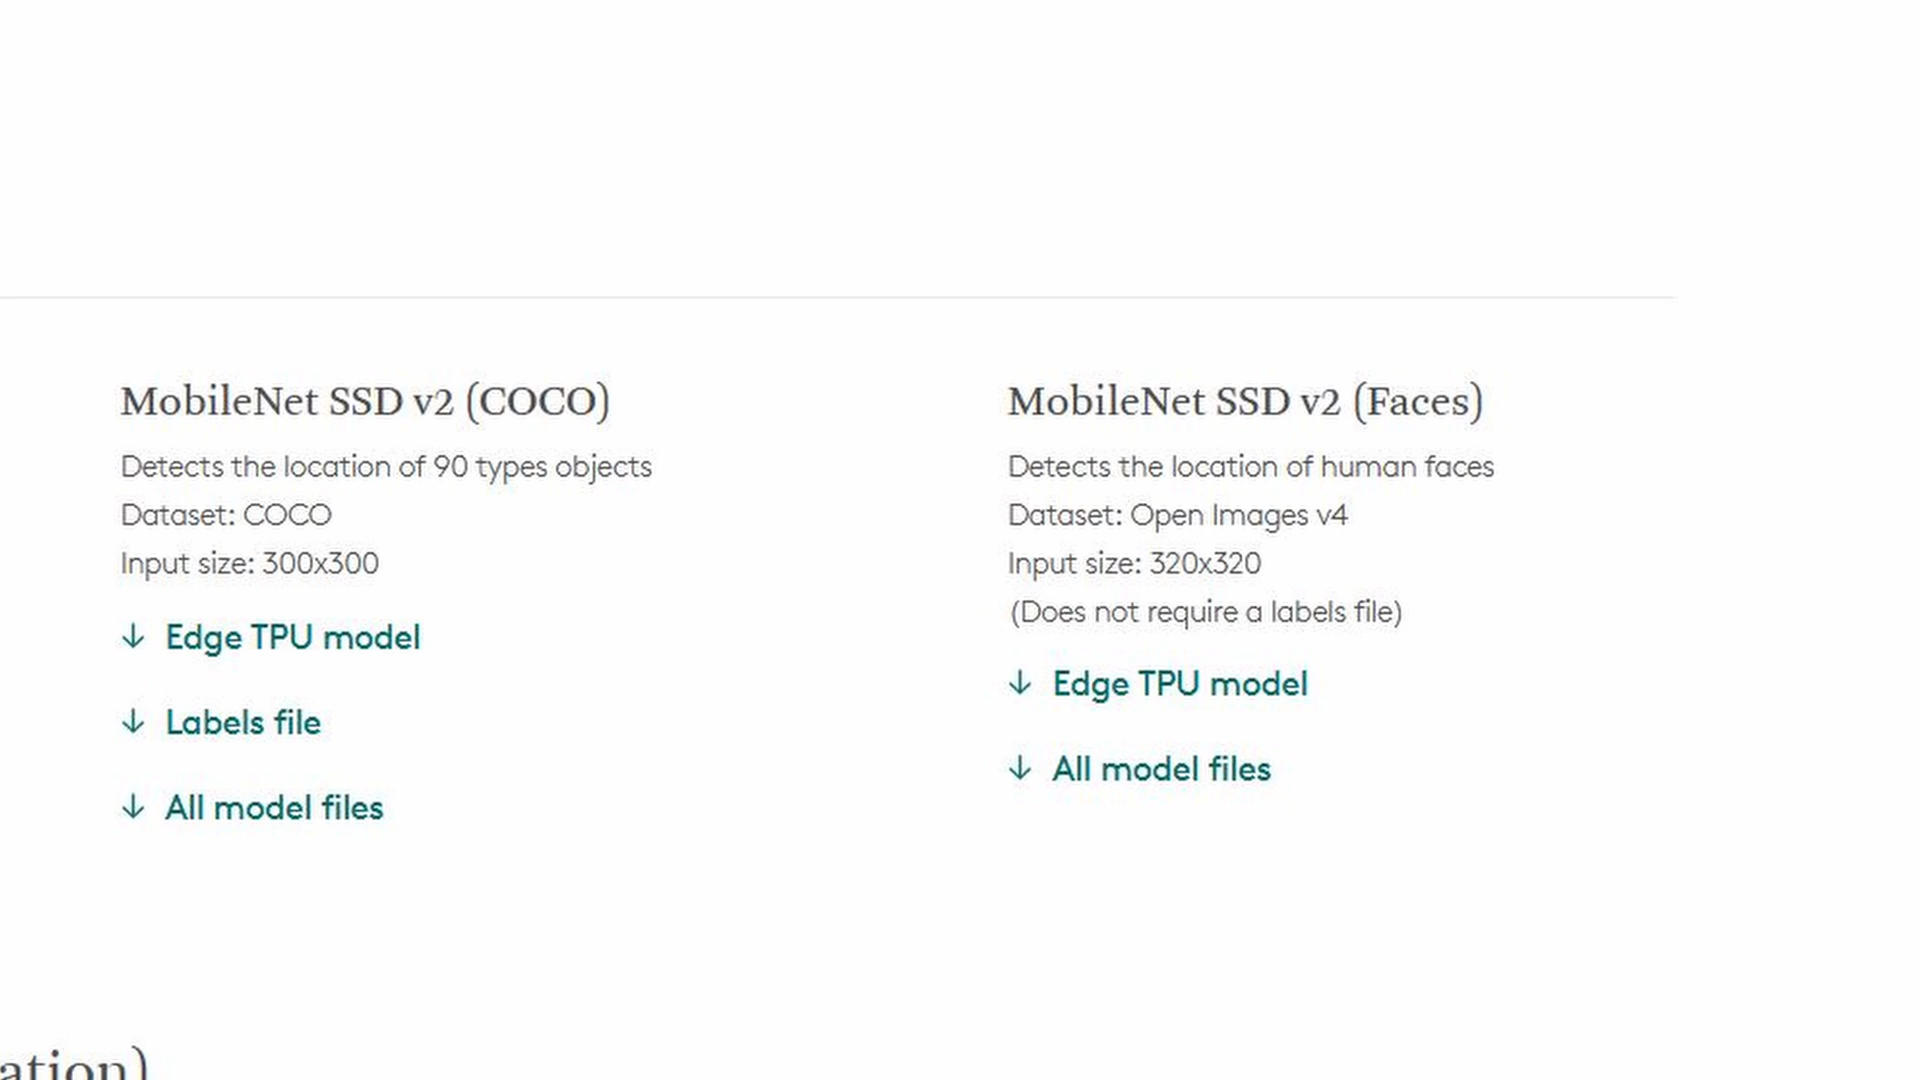 MobileNet SSD v2 (COCO)
Detects the location of 90 types objects
Dataset: COCO
Input size: 300x300
↓ Edge TPU model
↓ Labels file
↓ All model files
MobileNet SSD v2 (Faces)
Detects the location of human faces
Dataset: Open Images v4
Input size: 320x320
(Does not require a labels file)
↓ Edge TPU model
↓ All model files
ation)